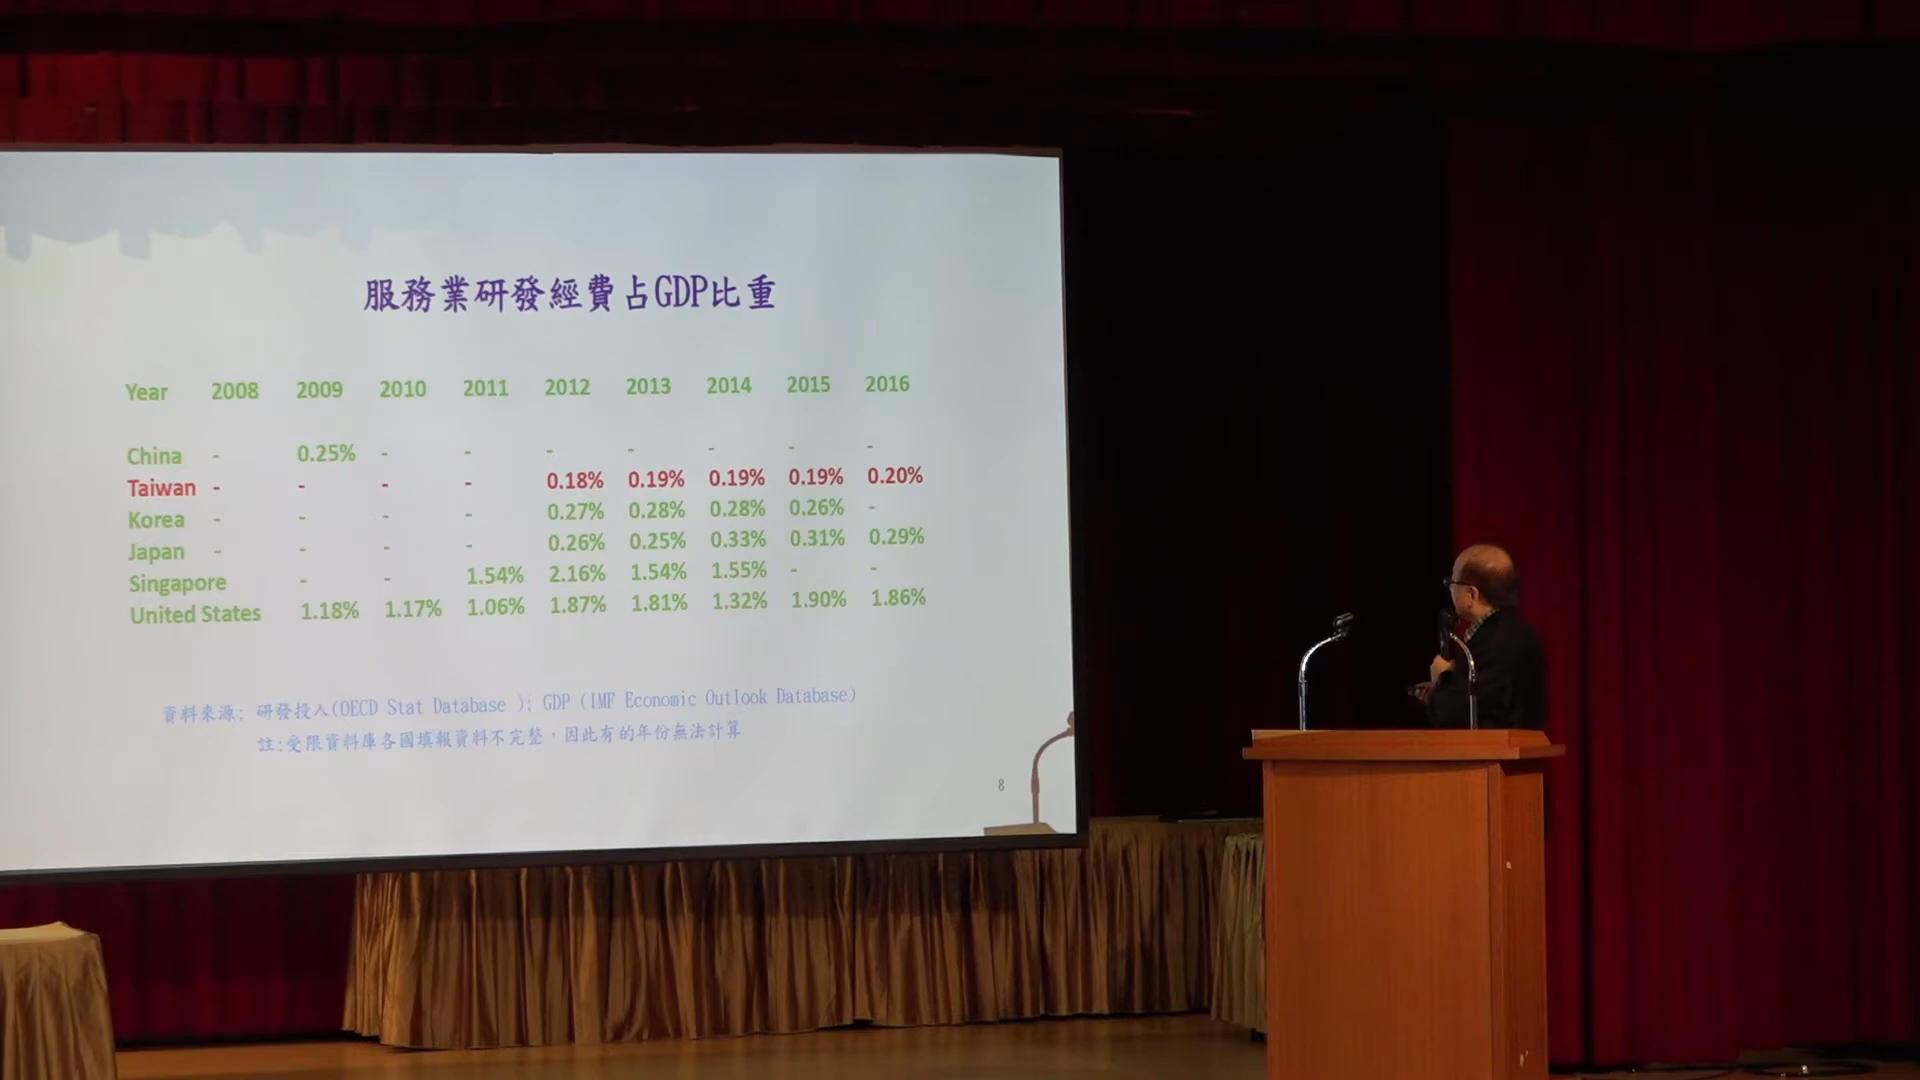 服務業研發經費占GDP比重
Year 2008 2009 2010 2011 2012 2013 2014 2015 2016
China - 0.25% - - - - - - -
Taiwan - - - - 0.18% 0.19% 0.19% 0.19% 0.20%
Korea - - - - 0.27% 0.28% 0.28% 0.26% -
Japan - - - - 0.26% 0.25% 0.33% 0.31% 0.29%
Singapore - - 1.54% 2.16% 1.54% 1.55% - -
United States 1.18% 1.17% 1.06% 1.87% 1.81% 1.32% 1.90% 1.86%
資料來源: 研發投入(OECD Stat Database ); GDP (IMF Economic Outlook Database)
註:受限資料庫各國填報資料不完整，因此有的年份無法計算
8